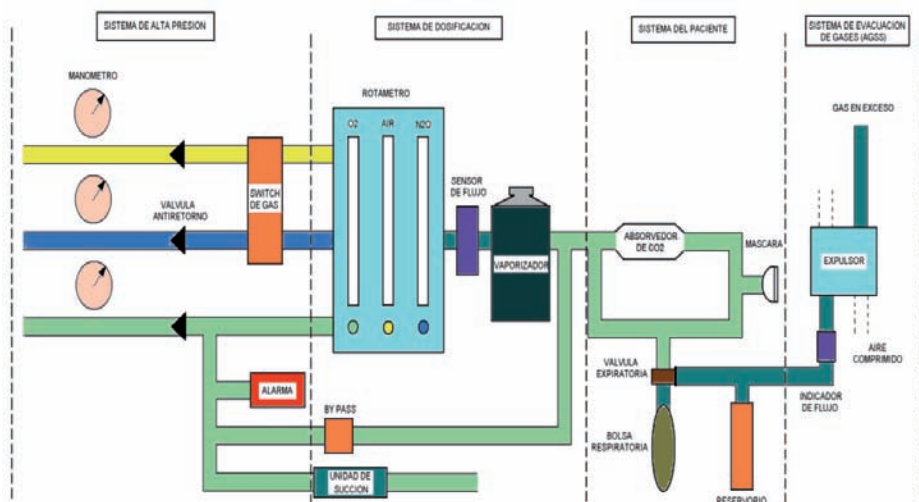 SISTEMA DE ALTA PRESION
SISTEMA DE DOSIFICACION
SISTEMA DEL PACIENTE
SISTEMA DE EVACUACIÓN
DE GASES (AGSS)
MANOMETRO
ROTAMETRO
O2
AIR
N2O
GAS EN EXCESO
SENSOR
DE FLUJO
SWITCH
DE GAS
VALVULA
ANTIRETORNO
ABSORVEDOR
DE CO2
MASCARA
VAPORIZADOR
EXPULSOR
AIRE
COMPRIMIDO
VALVULA
EXPIRATORIA
INDICADOR
DE FLUJO
ALARMA
BY PASS
BOLSA
RESPIRATORIA
UNIDAD DE
SUCCION
RESERVORIO